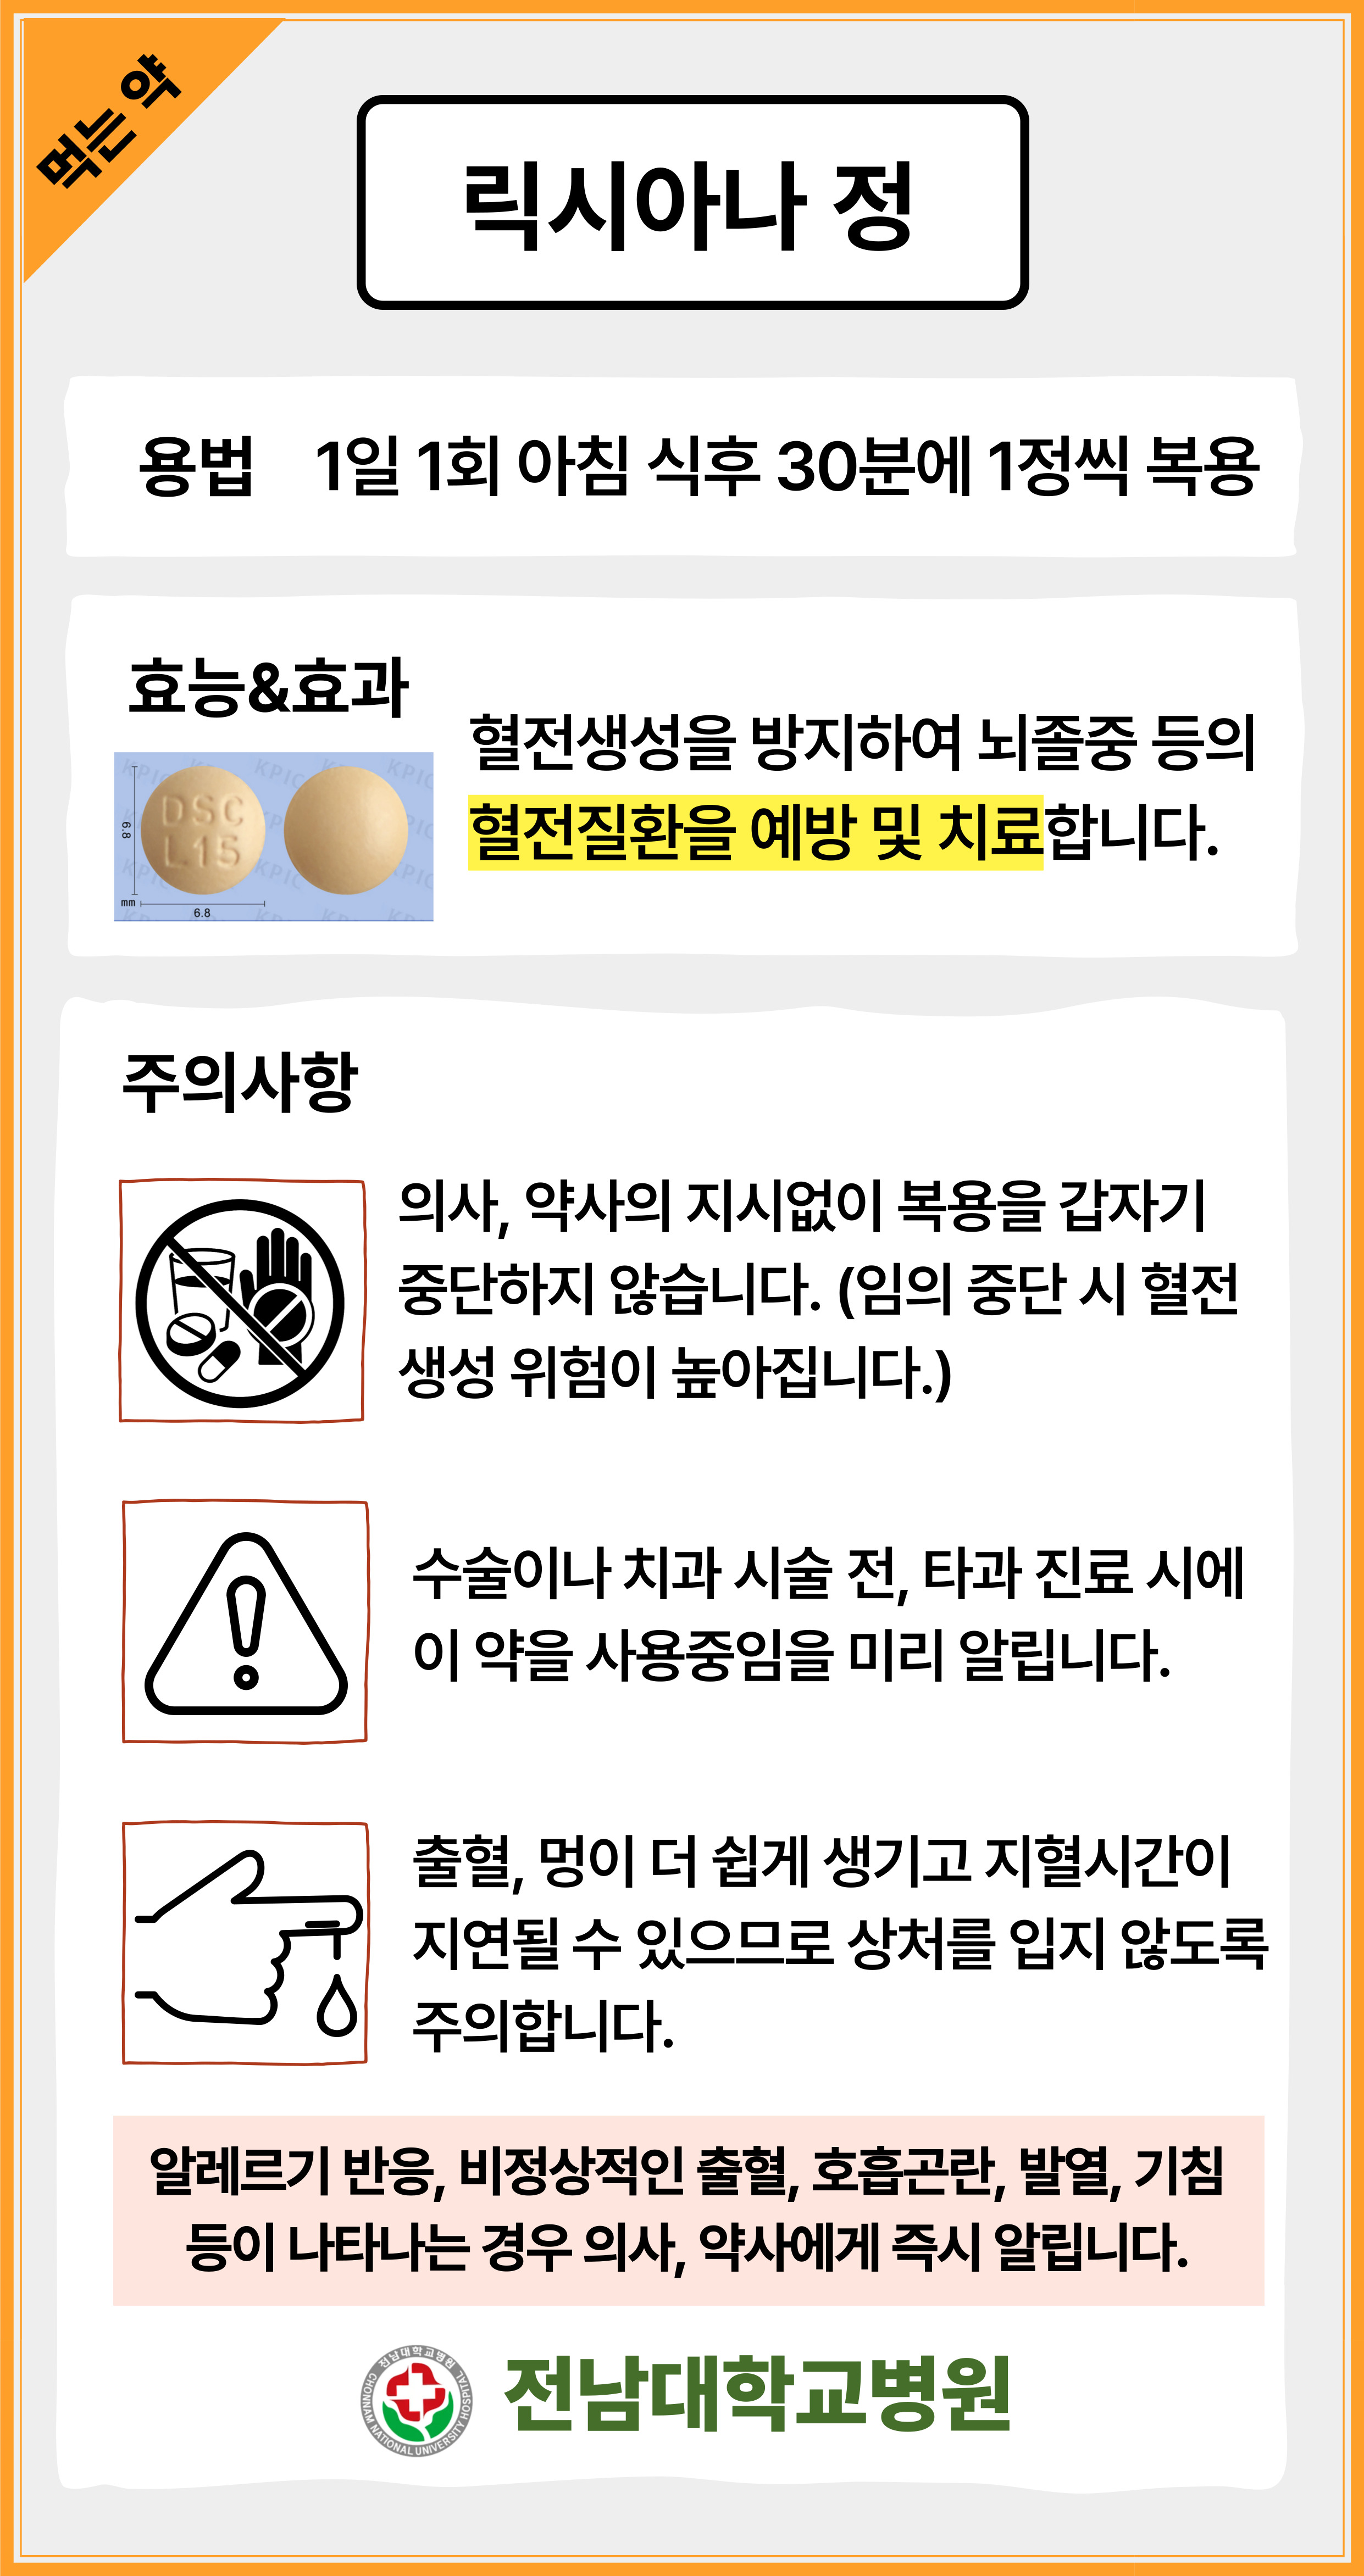 먹는 약
릭시아나 정
용법 1일 1회 아침 식후 30분에 1정씩 복용
효능&효과
혈전생성을 방지하여 뇌졸중 등의
혈전질환을 예방 및 치료합니다.
KPIC KPIC KPIC
DSC
L15
6.8
KPIC KPIC KPIC
mm
6.8
주의사항
의사, 약사의 지시없이 복용을 갑자기
중단하지 않습니다. (임의 중단 시 혈전
생성 위험이 높아집니다.)
수술이나 치과 시술 전, 타과 진료 시에
이 약을 사용중임을 미리 알립니다.
출혈, 멍이 더 쉽게 생기고 지혈시간이
지연될 수 있으므로 상처를 입지 않도록
주의합니다.
알레르기 반응, 비정상적인 출혈, 호흡곤란, 발열, 기침
등이 나타나는 경우 의사, 약사에게 즉시 알립니다.
전남대학교병원
CHONNAM NATIONAL UNIVERSITY HOSPITAL
전남대학교병원